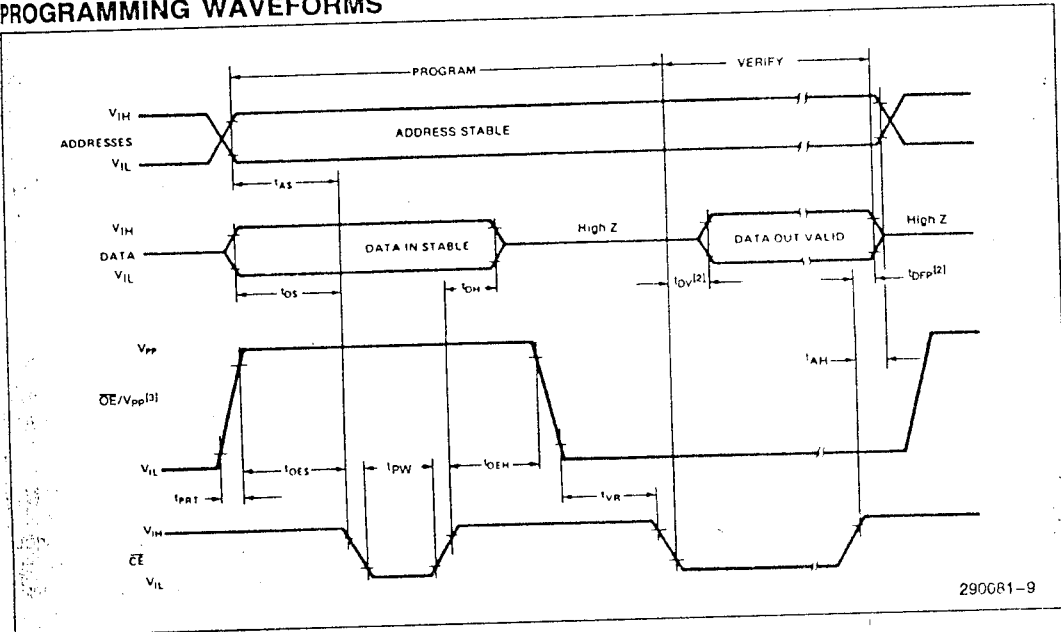 PROGRAMMING WAVEFORMS
PROGRAM
VERIFY
VIH
ADDRESSES
VIL
ADDRESS STABLE
tAS
VIH
DATA
VIL
DATA IN STABLE
High Z
DATA OUT VALID
High Z
tDS
tDH
tDV[2]
tDFP[2]
tAH
VPP
OE/VPP[3]
VIL
tOES
tPW
tOEH
tPRT
tVR
VIH
CE
VIL
290081-9